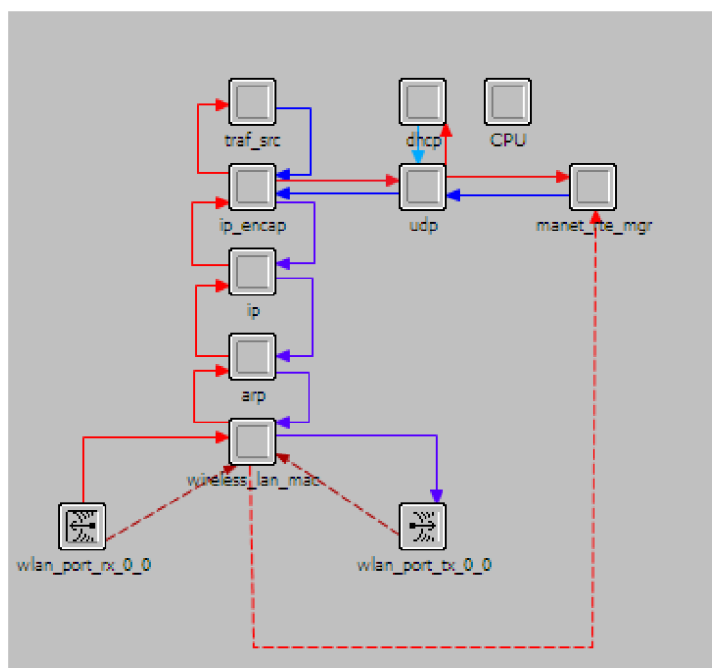 traf_src
dhcp
CPU
ip_encap
udp
manet_rte_mgr
ip
arp
wireless_lan_mac
wlan_port_rx_0_0
wlan_port_tx_0_0